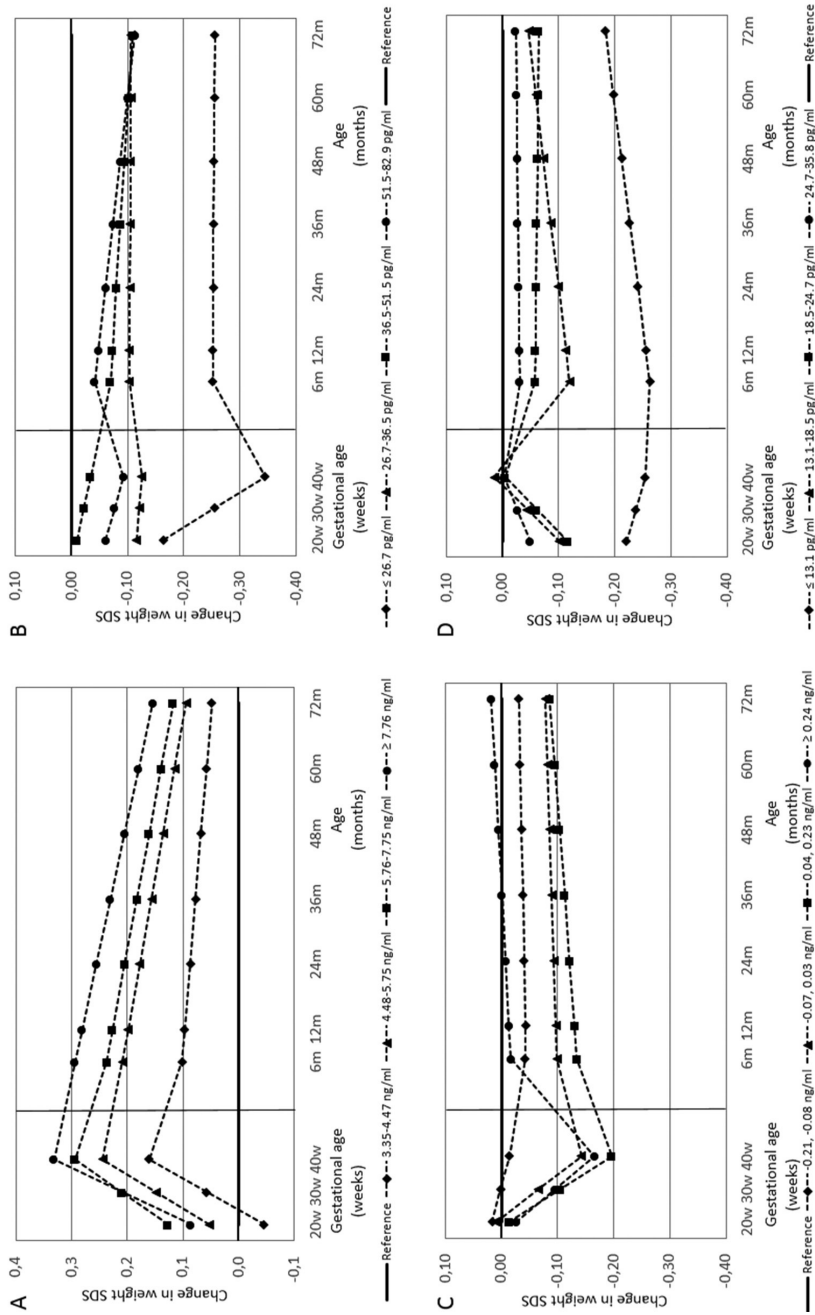 A
Change in weight SDS
0,4
0,3
0,2
0,1
0
-0,1
20w 30w 40w 6m 12m 24m 36m 48m 60m 72m
Gestational age
(weeks)
Age
(months)
Reference 3.35-4.47 ng/ml 4.48-5.75 ng/ml 5.76-7.75 ng/ml ≥ 7.76 ng/ml
B
Change in weight SDS
0,10
0,00
-0,10
-0,20
-0,30
-0,40
20w 30w 40w 6m 12m 24m 36m 48m 60m 72m
Gestational age
(weeks)
Age
(months)
≤ 26.7 pg/ml 26.7-36.5 pg/ml 36.5-51.5 pg/ml 51.5-82.9 pg/ml Reference
C
Change in weight SDS
0,10
0,00
-0,10
-0,20
-0,30
-0,40
20w 30w 40w 6m 12m 24m 36m 48m 60m 72m
Gestational age
(weeks)
Age
(months)
Reference -0.21, -0.08 ng/ml -0.07, 0.03 ng/ml 0.04, 0.23 ng/ml ≥ 0.24 ng/ml
D
Change in weight SDS
0,10
0,00
-0,10
-0,20
-0,30
-0,40
20w 30w 40w 6m 12m 24m 36m 48m 60m 72m
Gestational age
(weeks)
Age
(months)
≤ 13.1 pg/ml 13.1-18.5 pg/ml 18.5-24.7 pg/ml 24.7-35.8 pg/ml Reference